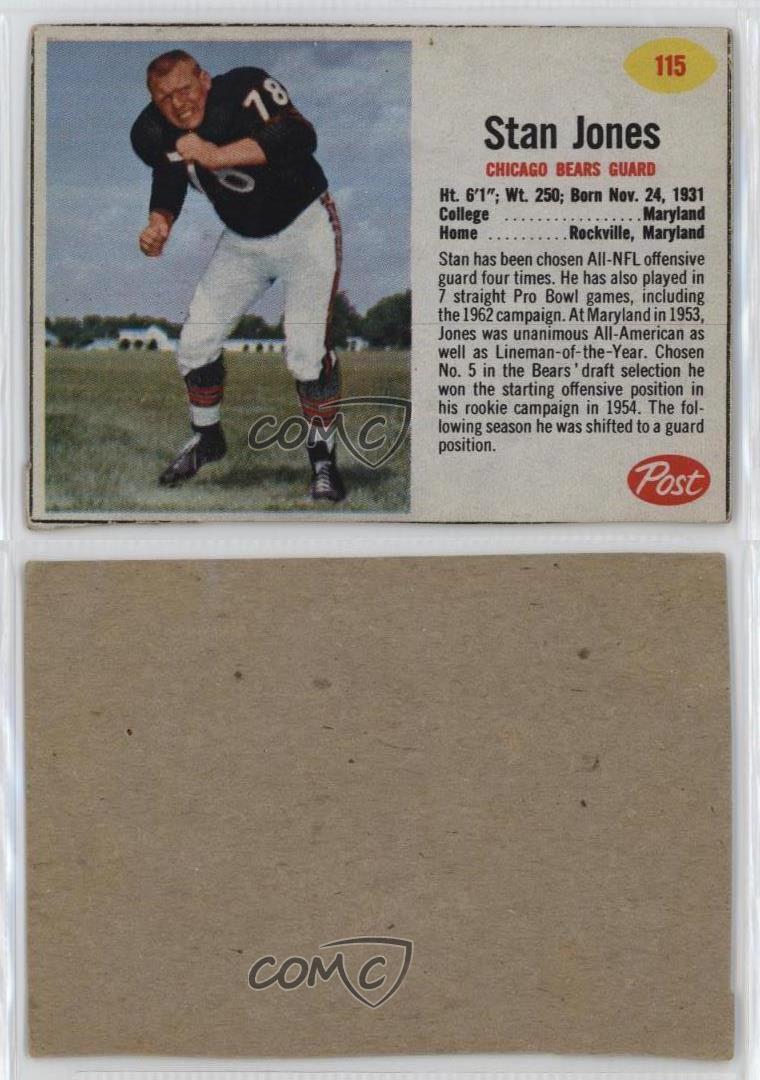 115
78
78
Stan Jones
CHICAGO BEARS GUARD
Ht. 6'1"; Wt. 250; Born Nov. 24, 1931
College ................. Maryland
Home .......... Rockville, Maryland
Stan has been chosen All-NFL offensive
guard four times. He has also played in
7 straight Pro Bowl games, including
the 1962 campaign. At Maryland in 1953,
Jones was unanimous All-American as
well as Lineman-of-the-Year. Chosen
No. 5 in the Bears' draft selection he
won the starting offensive position in
his rookie campaign in 1954. The fol-
lowing season he was shifted to a guard
position.
Post
COMC
COMC